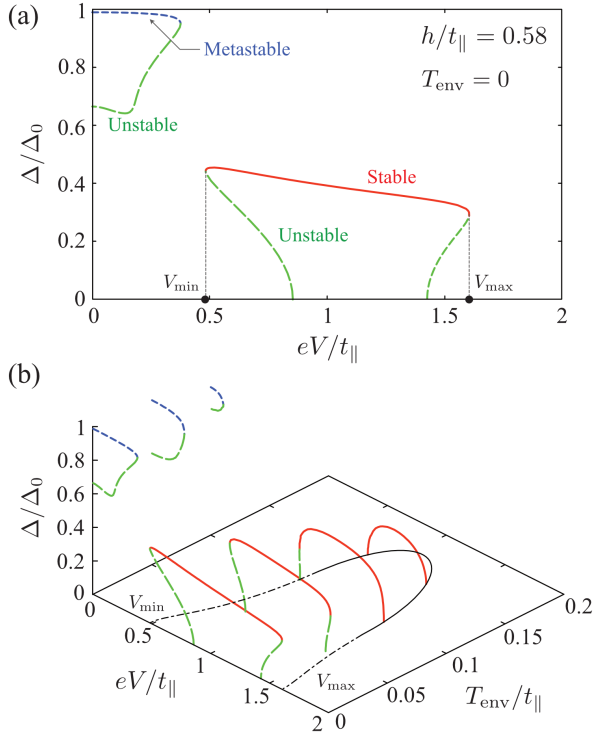 (a)
1
0.8
0.6
0.4
0.2
0
Δ/Δ₀
Metastable
Unstable
h/t∥ = 0.58
T_env = 0
Stable
Unstable
V_min
V_max
0
0.5
1
1.5
2
eV/t∥
(b)
1
0.8
0.6
0.4
0.2
0
Δ/Δ₀
V_min
V_max
0
0.5
1
1.5
2
eV/t∥
0
0.05
0.1
0.15
0.2
T_env/t∥